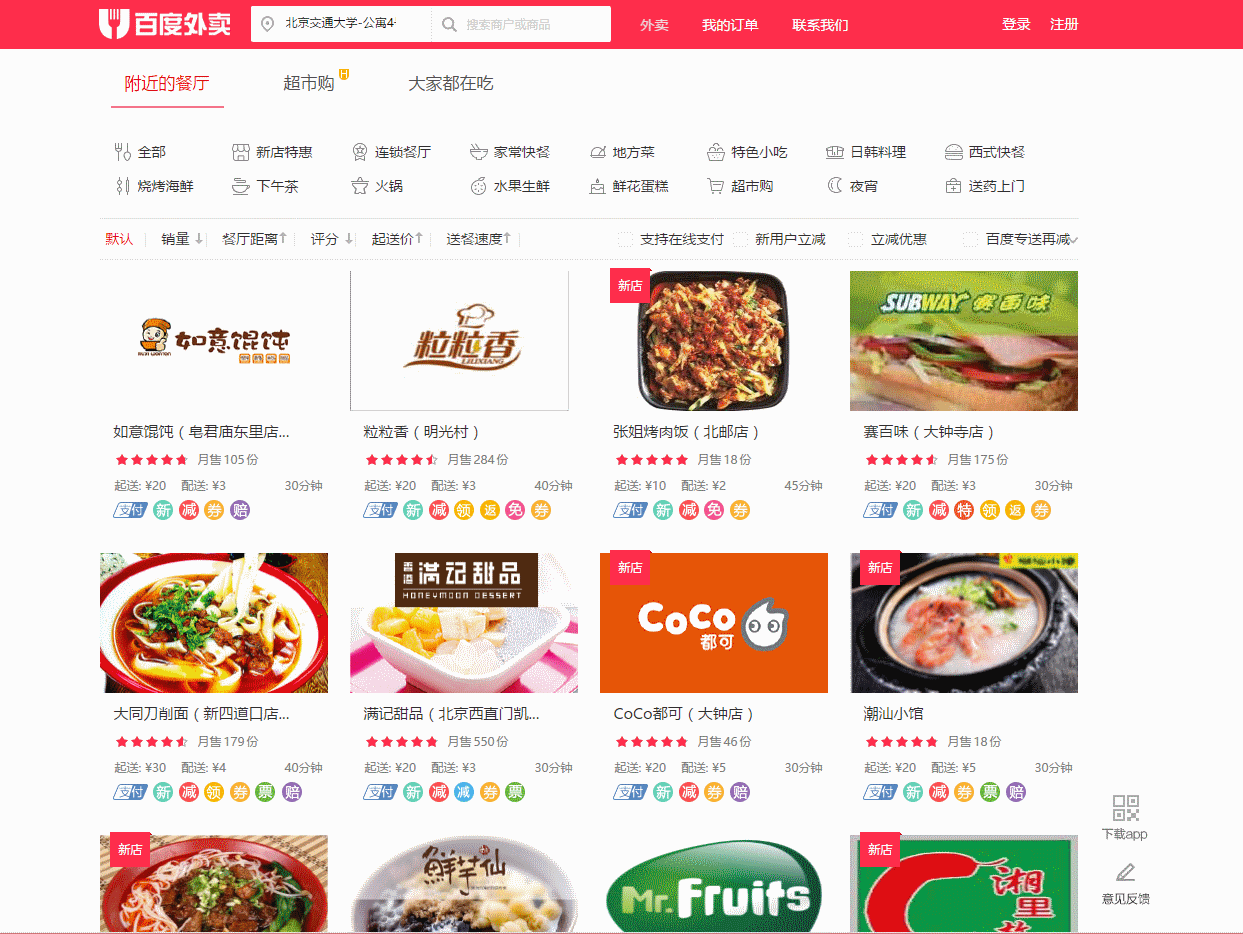 百度外卖 北京交通大学-公寓4- 搜索商户或商品 外卖 我的订单 联系我们 登录 注册
附近的餐厅 超市购 H 大家都在吃
全部 新店特惠 连锁餐厅 家常快餐 地方菜 特色小吃 日韩料理 西式快餐
烧烤海鲜 下午茶 火锅 水果生鲜 鲜花蛋糕 超市购 夜宵 送药上门
默认 销量↓ 餐厅距离↑ 评分↓ 起送价↑ 送餐速度↑ 支持在线支付 新用户立减 立减优惠 百度专送再减
如意馄饨
粒粒香
LILIXIANG
新店
SUBWAY 赛百味
如意馄饨 ( 皂君庙东里店...
月售105份
起送: ¥20 配送: ¥3 30分钟
支付 新 减 券 赔
粒粒香 ( 明光村 )
月售284份
起送: ¥20 配送: ¥3 40分钟
支付 新 减 领 返 免 券
张姐烤肉饭 ( 北邮店 )
月售18份
起送: ¥10 配送: ¥2 45分钟
支付 新 减 免 券
赛百味 ( 大钟寺店 )
月售175份
起送: ¥20 配送: ¥3 30分钟
支付 新 减 特 领 返 券
香港 满记甜品
HONEYMOON DESSERT
新店
CoCo
都可
新店
大同刀削面 ( 新四道口店...
月售179份
起送: ¥30 配送: ¥4 40分钟
支付 新 减 领 券 票 赔
满记甜品 ( 北京西直门凯...
月售550份
起送: ¥20 配送: ¥3 30分钟
支付 新 减 减 券 票
CoCo都可 ( 大钟店 )
月售46份
起送: ¥20 配送: ¥5 30分钟
支付 新 减 券 赔
潮汕小馆
月售18份
起送: ¥20 配送: ¥5 30分钟
支付 新 减 券 票 赔
新店
鲜芋仙
Mr.Fruits
新店
湘里
下载app
意见反馈